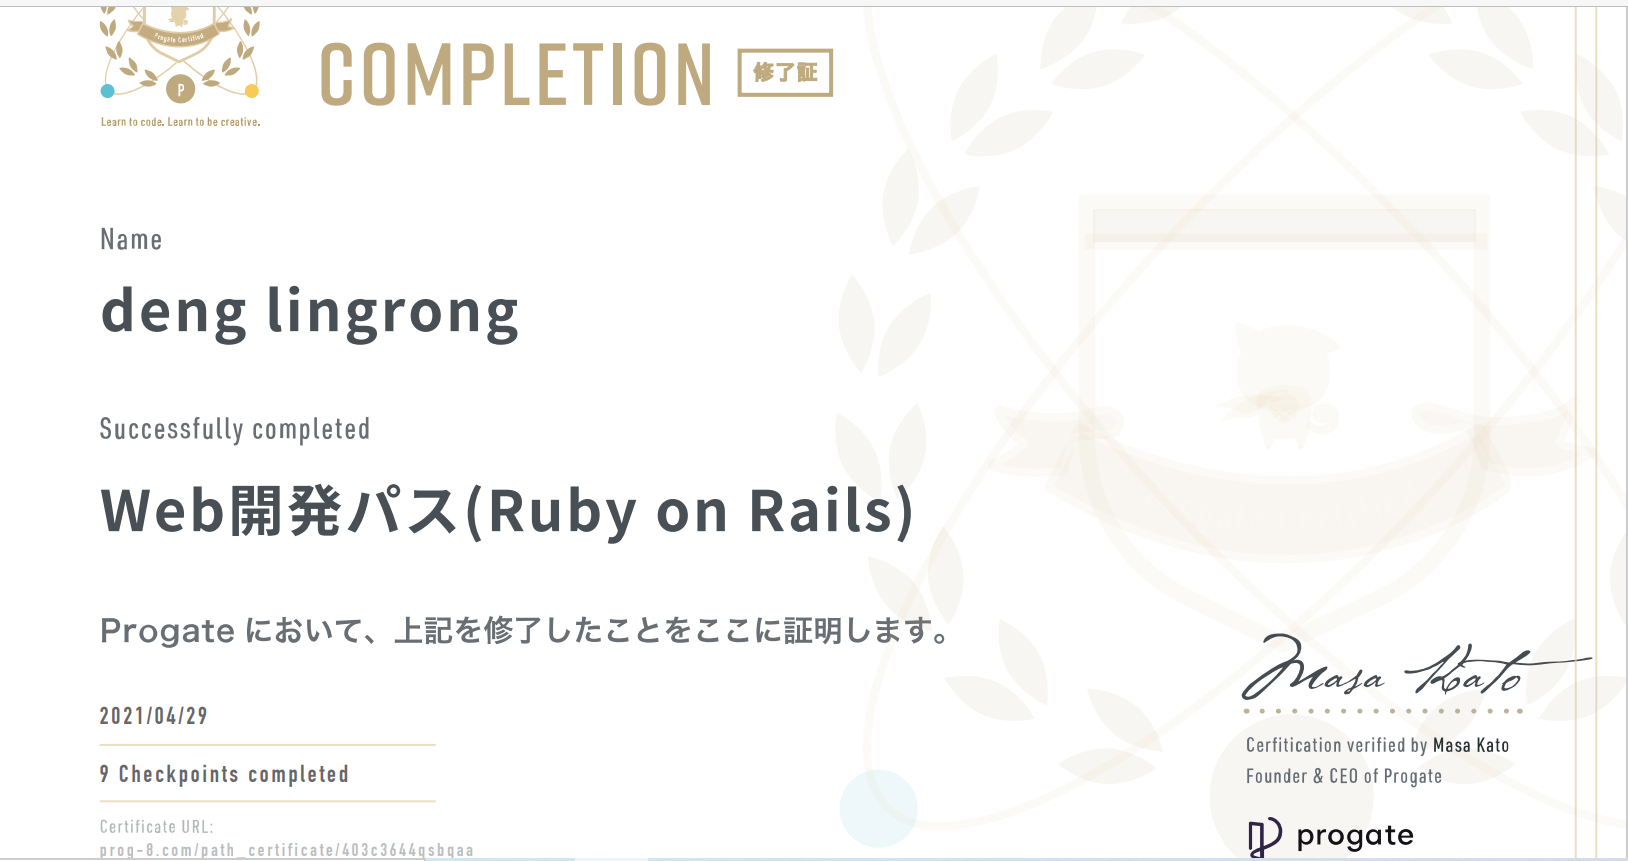 Progate Certified
P
Learn to code. Learn to be creative.
COMPLETION 修了証
Name
deng lingrong
Successfully completed
Web開発パス(Ruby on Rails)
Progate において、上記を修了したことをここに証明します。
2021/04/29
9 Checkpoints completed
Certificate URL:
prog-8.com/path_certificate/403c3644qsbqaa
Masa Kato
Cerfitication verified by Masa Kato
Founder & CEO of Progate
progate